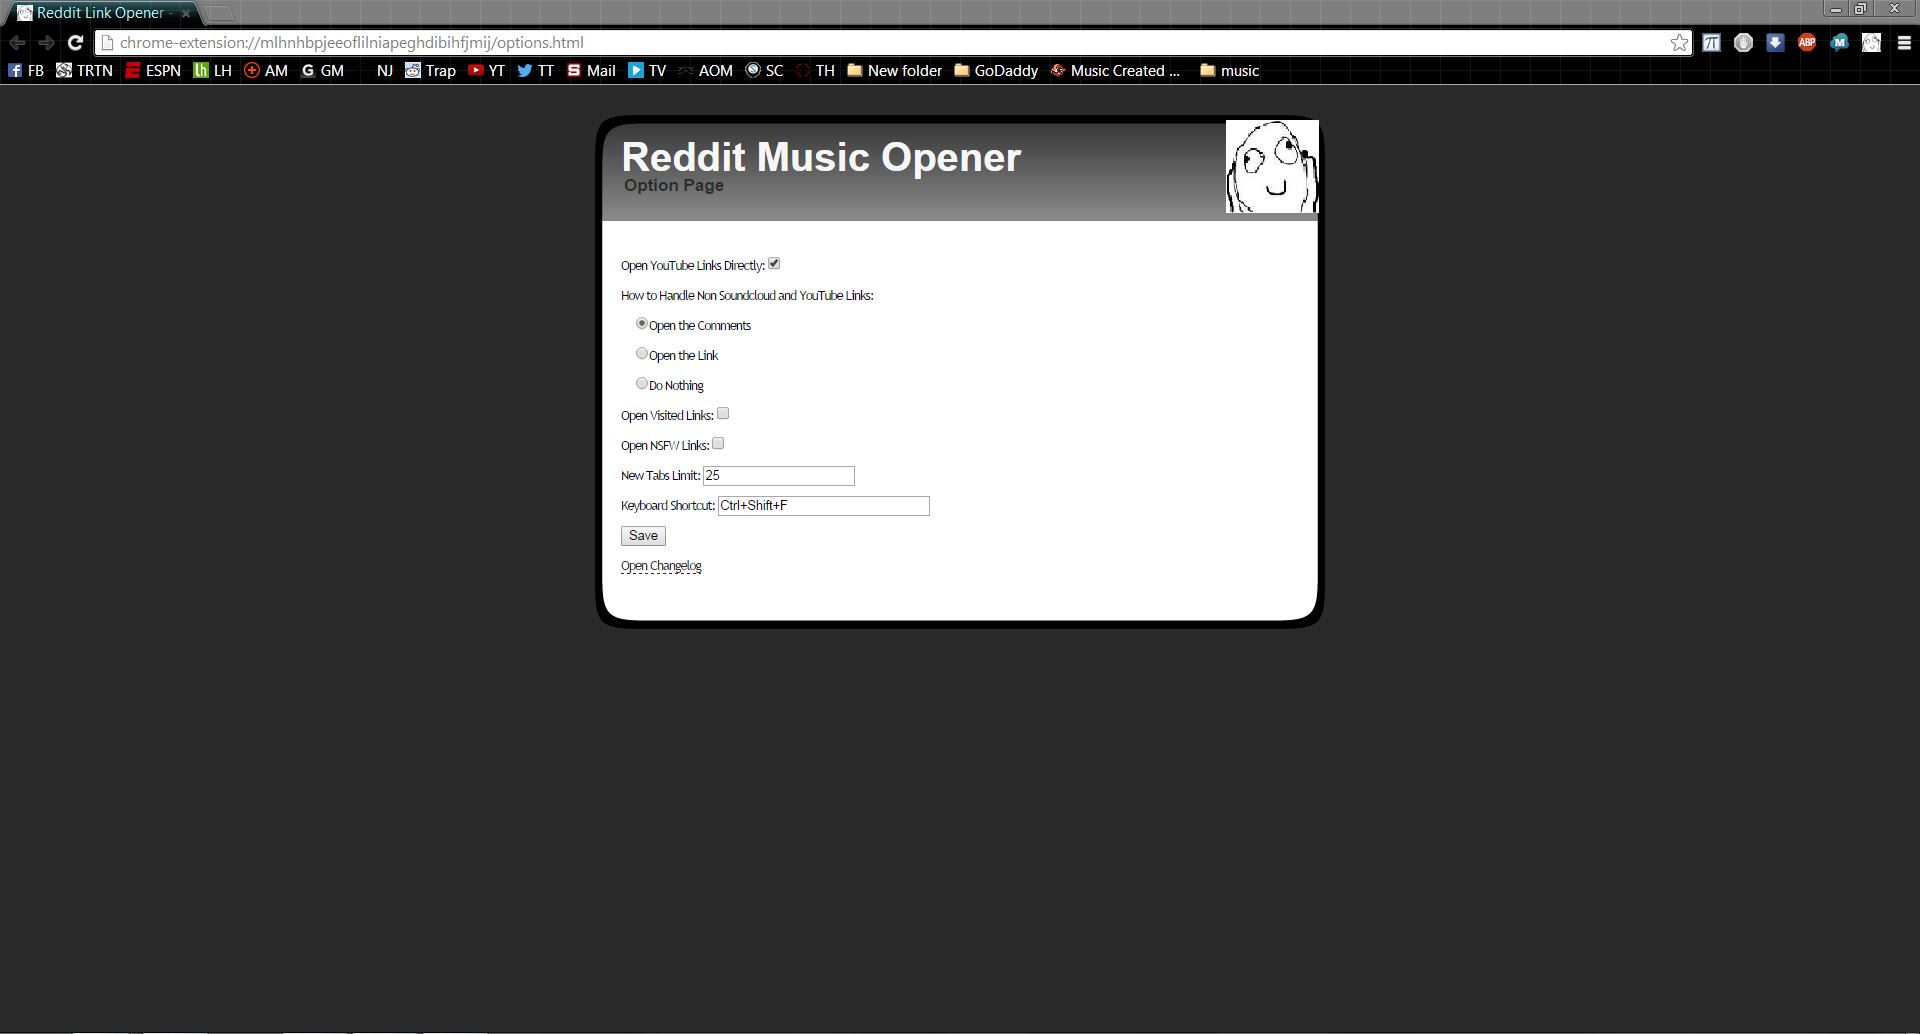 Reddit Link Opener -
chrome-extension://mlhnhbpjeeoflilniapeghdibihfjmij/options.html
ABP
M
FB TRTN ESPN lh LH AM G GM NJ Trap YT TT S Mail TV AOM SC TH New folder GoDaddy Music Created ... music
Reddit Music Opener
Option Page
Open YouTube Links Directly:
How to Handle Non Soundcloud and YouTube Links:
Open the Comments
Open the Link
Do Nothing
Open Visited Links:
Open NSFW Links:
New Tabs Limit: 25
Keyboard Shortcut: Ctrl+Shift+F
Save
Open Changelog